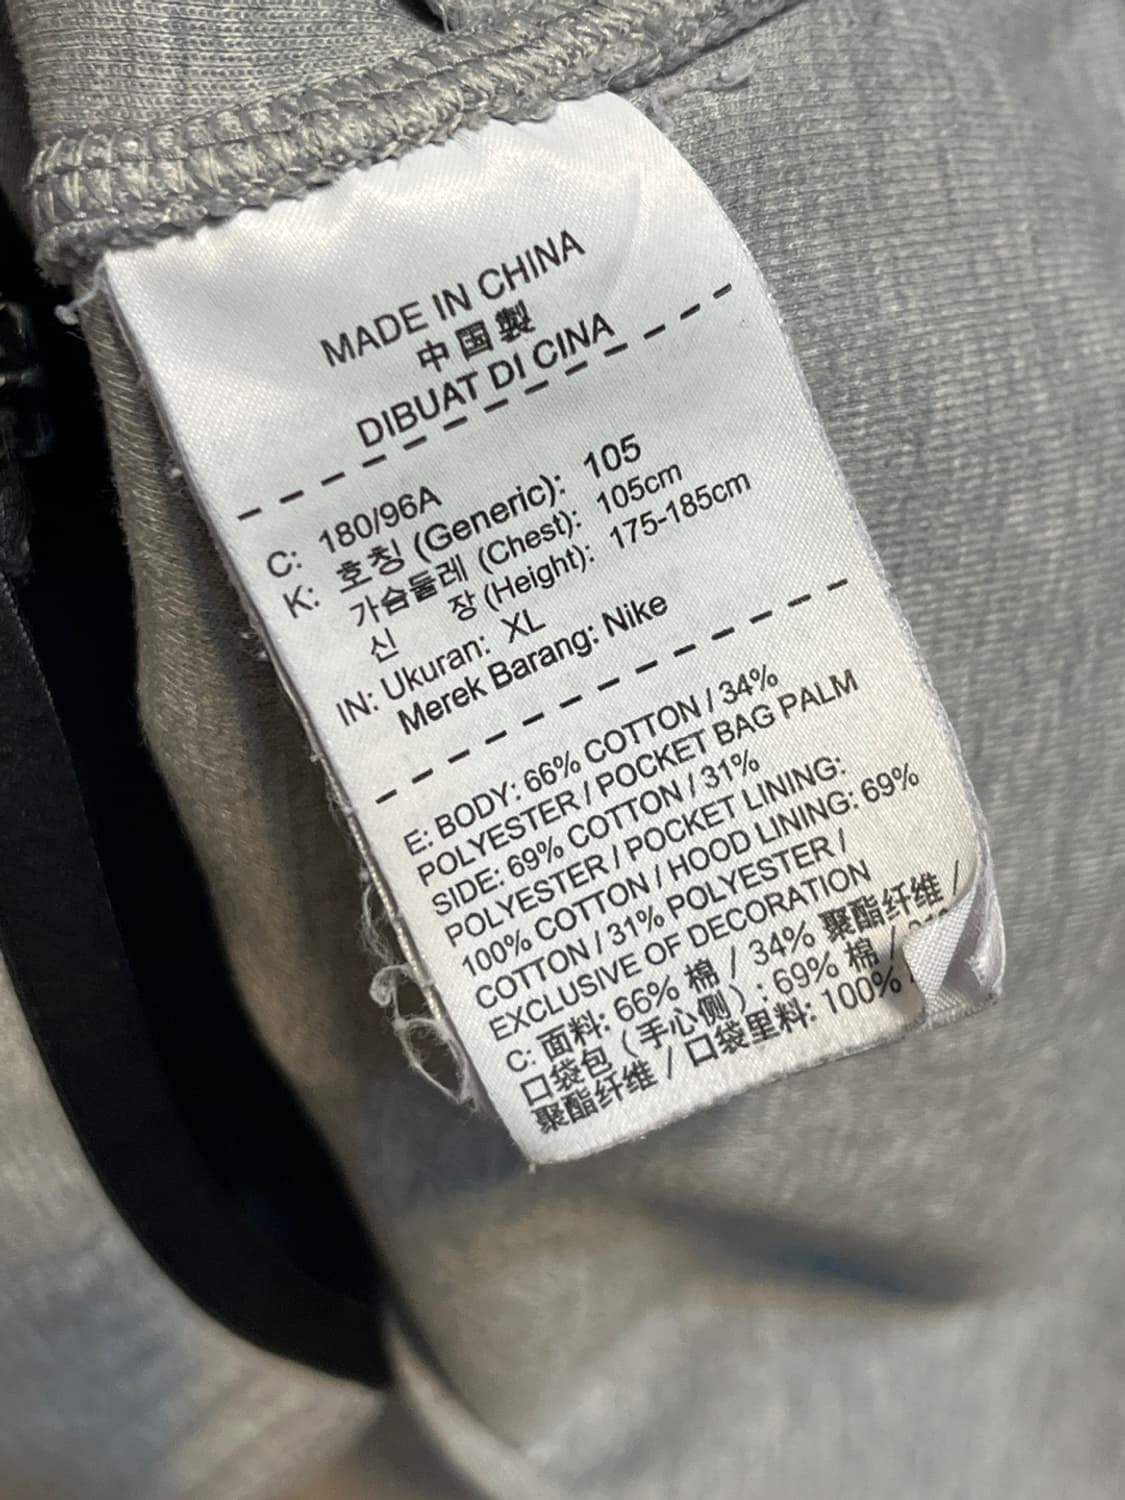 MADE IN CHINA
中国製
DIBUAT DI CINA
C: 180/96A
K: 호칭 (Generic): 105
가슴둘레 (Chest): 105cm
신 장 (Height): 175-185cm
IN: Ukuran: XL
Merek Barang: Nike
E: BODY: 66% COTTON / 34%
POLYESTER / POCKET BAG PALM
SIDE: 69% COTTON / 31%
POLYESTER / POCKET LINING:
100% COTTON / HOOD LINING: 69%
COTTON / 31% POLYESTER /
EXCLUSIVE OF DECORATION
C: 面料: 66% 棉 / 34% 聚酯纤维 /
口袋包（手心侧）: 69% 棉 /
聚酯纤维 / 口袋里料: 100%